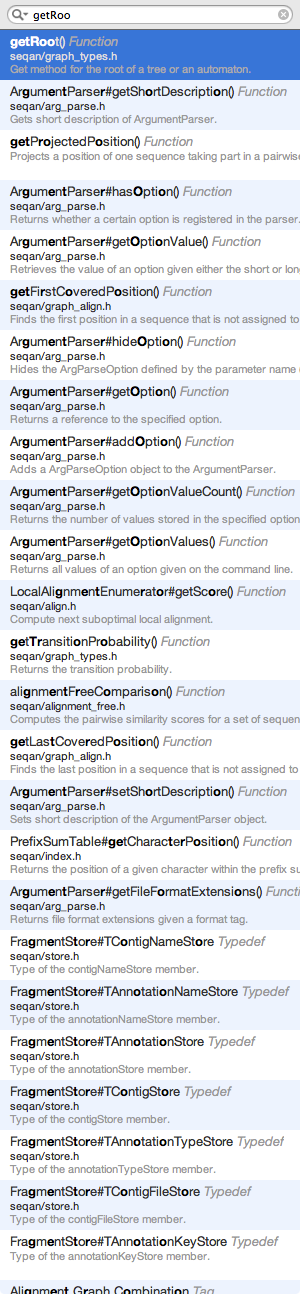 getRoo
getRoot() Function
seqan/graph_types.h
Get method for the root of a tree or an automaton.
ArgumentParser#getShortDescription() Function
seqan/arg_parse.h
Gets short description of ArgumentParser.
getProjectedPosition() Function
Projects a position of one sequence taking part in a pairwise
ArgumentParser#hasOption() Function
seqan/arg_parse.h
Returns whether a certain option is registered in the parser.
ArgumentParser#getOptionValue() Function
seqan/arg_parse.h
Retrieves the value of an option given either the short or lon
getFirstCoveredPosition() Function
seqan/graph_align.h
Finds the first position in a sequence that is not assigned to
ArgumentParser#hideOption() Function
seqan/arg_parse.h
Hides the ArgParseOption defined by the parameter name
ArgumentParser#getOption() Function
seqan/arg_parse.h
Returns a reference to the specified option.
ArgumentParser#addOption() Function
seqan/arg_parse.h
Adds a ArgParseOption object to the ArgumentParser.
ArgumentParser#getOptionValueCount() Function
seqan/arg_parse.h
Returns the number of values stored in the specified option
ArgumentParser#getOptionValues() Function
seqan/arg_parse.h
Returns all values of an option given on the command line.
LocalAlignmentEnumerator#getScore() Function
seqan/align.h
Compute next suboptimal local alignment.
getTransitionProbability() Function
seqan/graph_types.h
Returns the transition probability.
alignmentFreeComparison() Function
seqan/alignment_free.h
Computes the pairwise similarity scores for a set of sequen
getLastCoveredPosition() Function
seqan/graph_align.h
Finds the last position in a sequence that is not assigned to
ArgumentParser#setShortDescription() Function
seqan/arg_parse.h
Sets short description of the ArgumentParser object.
PrefixSumTable#getCharacterPosition() Function
seqan/index.h
Returns the position of a given character within the prefix su
ArgumentParser#getFileFormatExtensions() Functi
seqan/arg_parse.h
Returns file format extensions given a format tag.
FragmentStore#TContigNameStore Typedef
seqan/store.h
Type of the contigNameStore member.
FragmentStore#TAnnotationNameStore Typedef
seqan/store.h
Type of the annotationNameStore member.
FragmentStore#TAnnotationStore Typedef
seqan/store.h
Type of the annotationStore member.
FragmentStore#TContigStore Typedef
seqan/store.h
Type of the contigStore member.
FragmentStore#TAnnotationTypeStore Typedef
seqan/store.h
Type of the annotationTypeStore member.
FragmentStore#TContigFileStore Typedef
seqan/store.h
Type of the contigFileStore member.
FragmentStore#TAnnotationKeyStore Typedef
seqan/store.h
Type of the annotationKeyStore member.
Alignment Graph Combination Tag